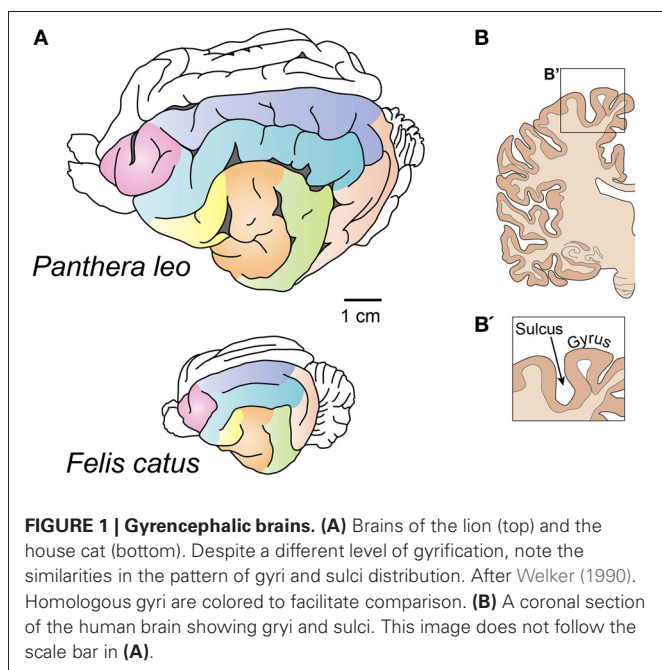 A
B
B'
Panthera leo
1 cm
B´
Sulcus
Gyrus
Felis catus
FIGURE 1 | Gyrencephalic brains. (A) Brains of the lion (top) and the
house cat (bottom). Despite a different level of gyrification, note the
similarities in the pattern of gyri and sulci distribution. After Welker (1990).
Homologous gyri are colored to facilitate comparison. (B) A coronal section
of the human brain showing gryi and sulci. This image does not follow the
scale bar in (A).